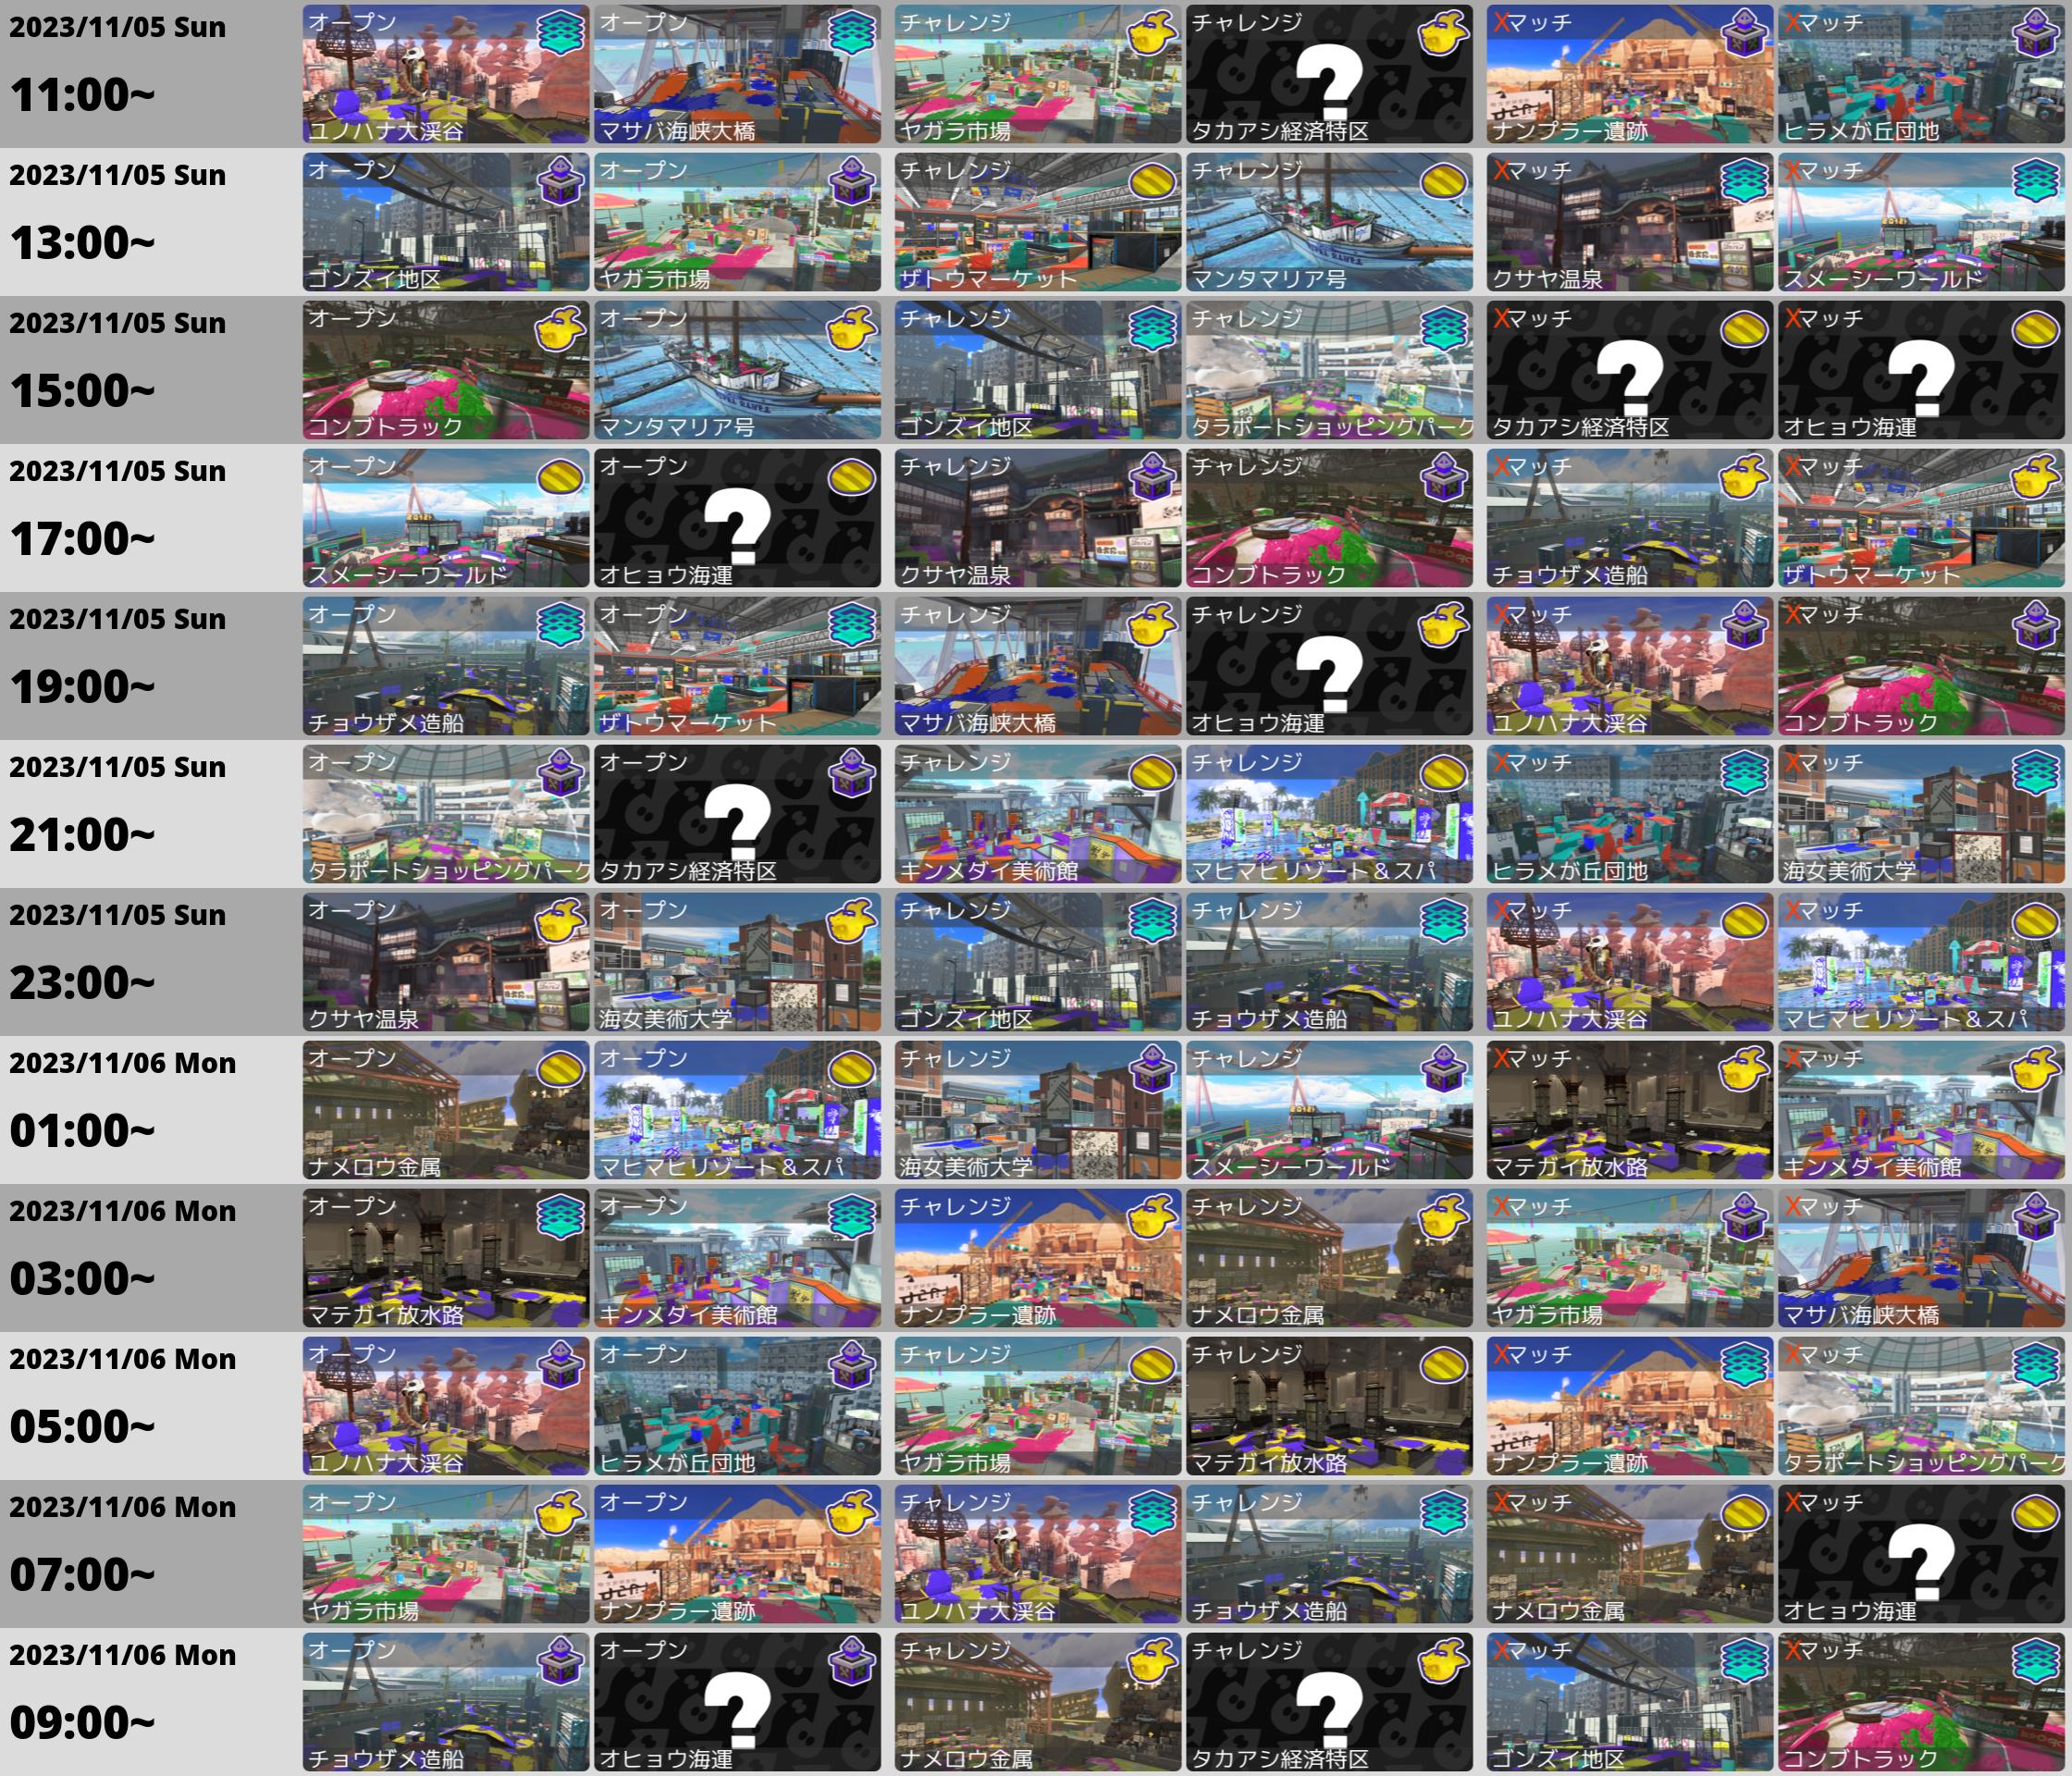 2023/11/05 Sun
11:00~
オープン
ユノハナ大渓谷
オープン
マサバ海峡大橋
チャレンジ
ヤガラ市場
チャレンジ
タカアシ経済特区
Xマッチ
ナンプラー遺跡
Xマッチ
ヒラメが丘団地
2023/11/05 Sun
13:00~
オープン
ゴンズイ地区
オープン
ヤガラ市場
チャレンジ
ザトウマーケット
チャレンジ
マンタマリア号
Xマッチ
クサヤ温泉
Xマッチ
スメーシーワールド
2023/11/05 Sun
15:00~
オープン
コンブトラック
オープン
マンタマリア号
チャレンジ
ゴンズイ地区
チャレンジ
タラポートショッピングパーク
Xマッチ
タカアシ経済特区
Xマッチ
オヒョウ海運
2023/11/05 Sun
17:00~
オープン
スメーシーワールド
オープン
オヒョウ海運
チャレンジ
クサヤ温泉
チャレンジ
コンブトラック
Xマッチ
チョウザメ造船
Xマッチ
ザトウマーケット
2023/11/05 Sun
19:00~
オープン
チョウザメ造船
オープン
ザトウマーケット
チャレンジ
マサバ海峡大橋
チャレンジ
オヒョウ海運
Xマッチ
ユノハナ大渓谷
Xマッチ
コンブトラック
2023/11/05 Sun
21:00~
オープン
タラポートショッピングパーク
オープン
タカアシ経済特区
チャレンジ
キンメダイ美術館
チャレンジ
マヒマヒリゾート&スパ
Xマッチ
ヒラメが丘団地
Xマッチ
海女美術大学
2023/11/05 Sun
23:00~
オープン
クサヤ温泉
オープン
海女美術大学
チャレンジ
ゴンズイ地区
チャレンジ
チョウザメ造船
Xマッチ
ユノハナ大渓谷
Xマッチ
マヒマヒリゾート&スパ
2023/11/06 Mon
01:00~
オープン
ナメロウ金属
オープン
マヒマヒリゾート&スパ
チャレンジ
海女美術大学
チャレンジ
スメーシーワールド
Xマッチ
マテガイ放水路
Xマッチ
キンメダイ美術館
2023/11/06 Mon
03:00~
オープン
マテガイ放水路
オープン
キンメダイ美術館
チャレンジ
ナンプラー遺跡
チャレンジ
ナメロウ金属
Xマッチ
ヤガラ市場
Xマッチ
マサバ海峡大橋
2023/11/06 Mon
05:00~
オープン
ユノハナ大渓谷
オープン
ヒラメが丘団地
チャレンジ
ヤガラ市場
チャレンジ
マテガイ放水路
Xマッチ
ナンプラー遺跡
Xマッチ
タラポートショッピングパーク
2023/11/06 Mon
07:00~
オープン
ヤガラ市場
オープン
ナンプラー遺跡
チャレンジ
ユノハナ大渓谷
チャレンジ
チョウザメ造船
Xマッチ
ナメロウ金属
Xマッチ
オヒョウ海運
2023/11/06 Mon
09:00~
オープン
チョウザメ造船
オープン
オヒョウ海運
チャレンジ
ナメロウ金属
チャレンジ
タカアシ経済特区
Xマッチ
ゴンズイ地区
Xマッチ
コンブトラック